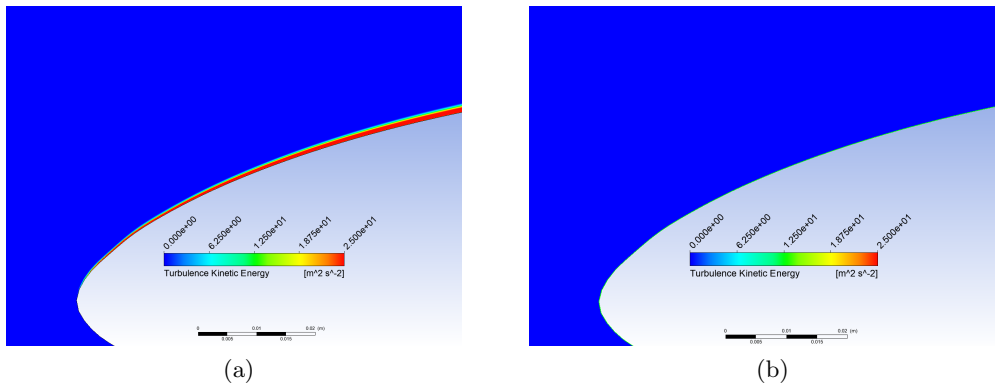 0.000e+00 6.250e+00 1.250e+01 1.875e+01 2.500e+01
Turbulence Kinetic Energy [m^2 s^-2]
0 0.01 0.02 (m)
0.005 0.015
(a)
0.000e+00 6.250e+00 1.250e+01 1.875e+01 2.500e+01
Turbulence Kinetic Energy [m^2 s^-2]
0 0.01 0.02 (m)
0.005 0.015
(b)